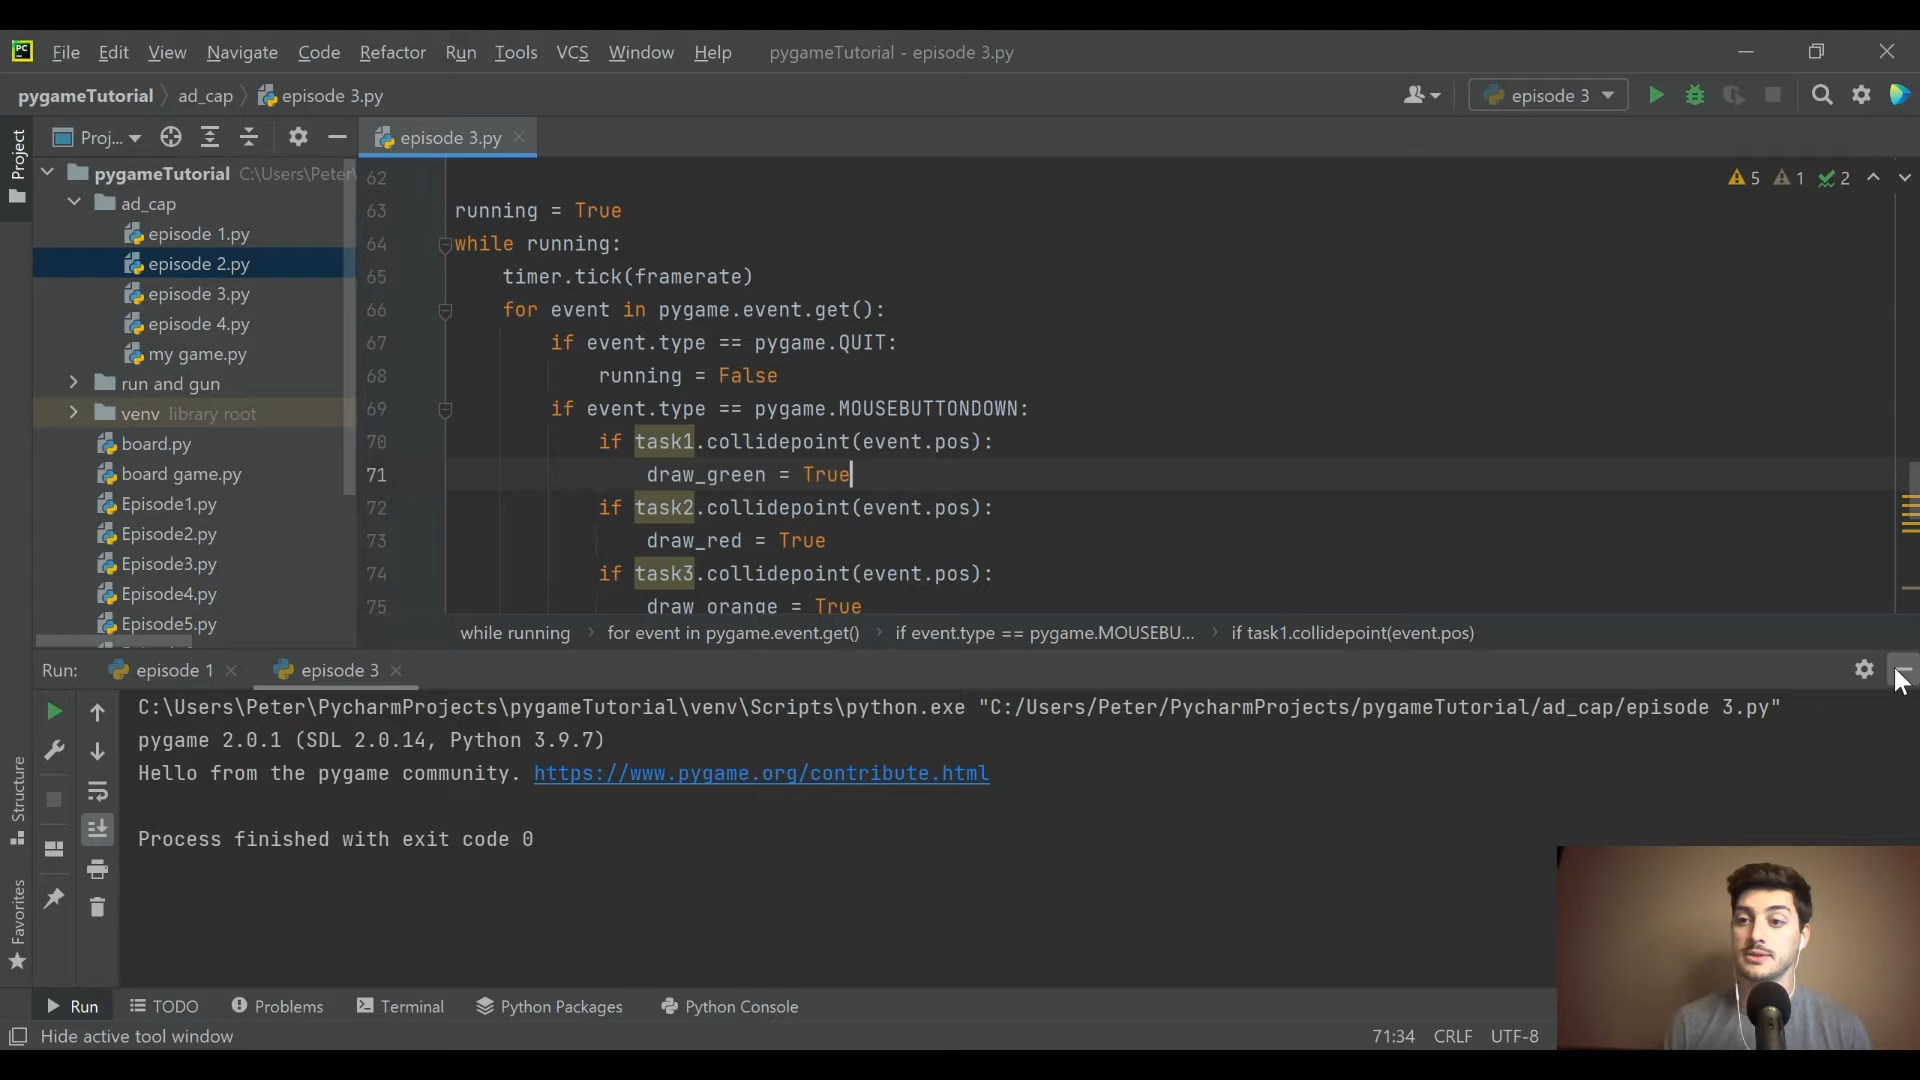 PC File Edit View Navigate Code Refactor Run Tools VCS Window Help pygameTutorial - episode 3.py
pygameTutorial ad_cap episode 3.py episode 3
Project
Proj... episode 3.py
pygameTutorial C:\Users\Peter\
ad_cap
episode 1.py
episode 2.py
episode 3.py
episode 4.py
my game.py
run and gun
venv library root
board.py
board game.py
Episode1.py
Episode2.py
Episode3.py
Episode4.py
Episode5.py
5 1 2
62
63 running = True
64 while running:
65 timer.tick(framerate)
66 for event in pygame.event.get():
67 if event.type == pygame.QUIT:
68 running = False
69 if event.type == pygame.MOUSEBUTTONDOWN:
70 if task1.collidepoint(event.pos):
71 draw_green = True
72 if task2.collidepoint(event.pos):
73 draw_red = True
74 if task3.collidepoint(event.pos):
75 draw_orange = True
while running for event in pygame.event.get() if event.type == pygame.MOUSEBU... if task1.collidepoint(event.pos)
Run: episode 1 episode 3
C:\Users\Peter\PycharmProjects\pygameTutorial\venv\Scripts\python.exe "C:/Users/Peter/PycharmProjects/pygameTutorial/ad_cap/episode 3.py"
pygame 2.0.1 (SDL 2.0.14, Python 3.9.7)
Hello from the pygame community. https://www.pygame.org/contribute.html
Process finished with exit code 0
Structure
Favorites
Run TODO Problems Terminal Python Packages Python Console
Hide active tool window 71:34 CRLF UTF-8